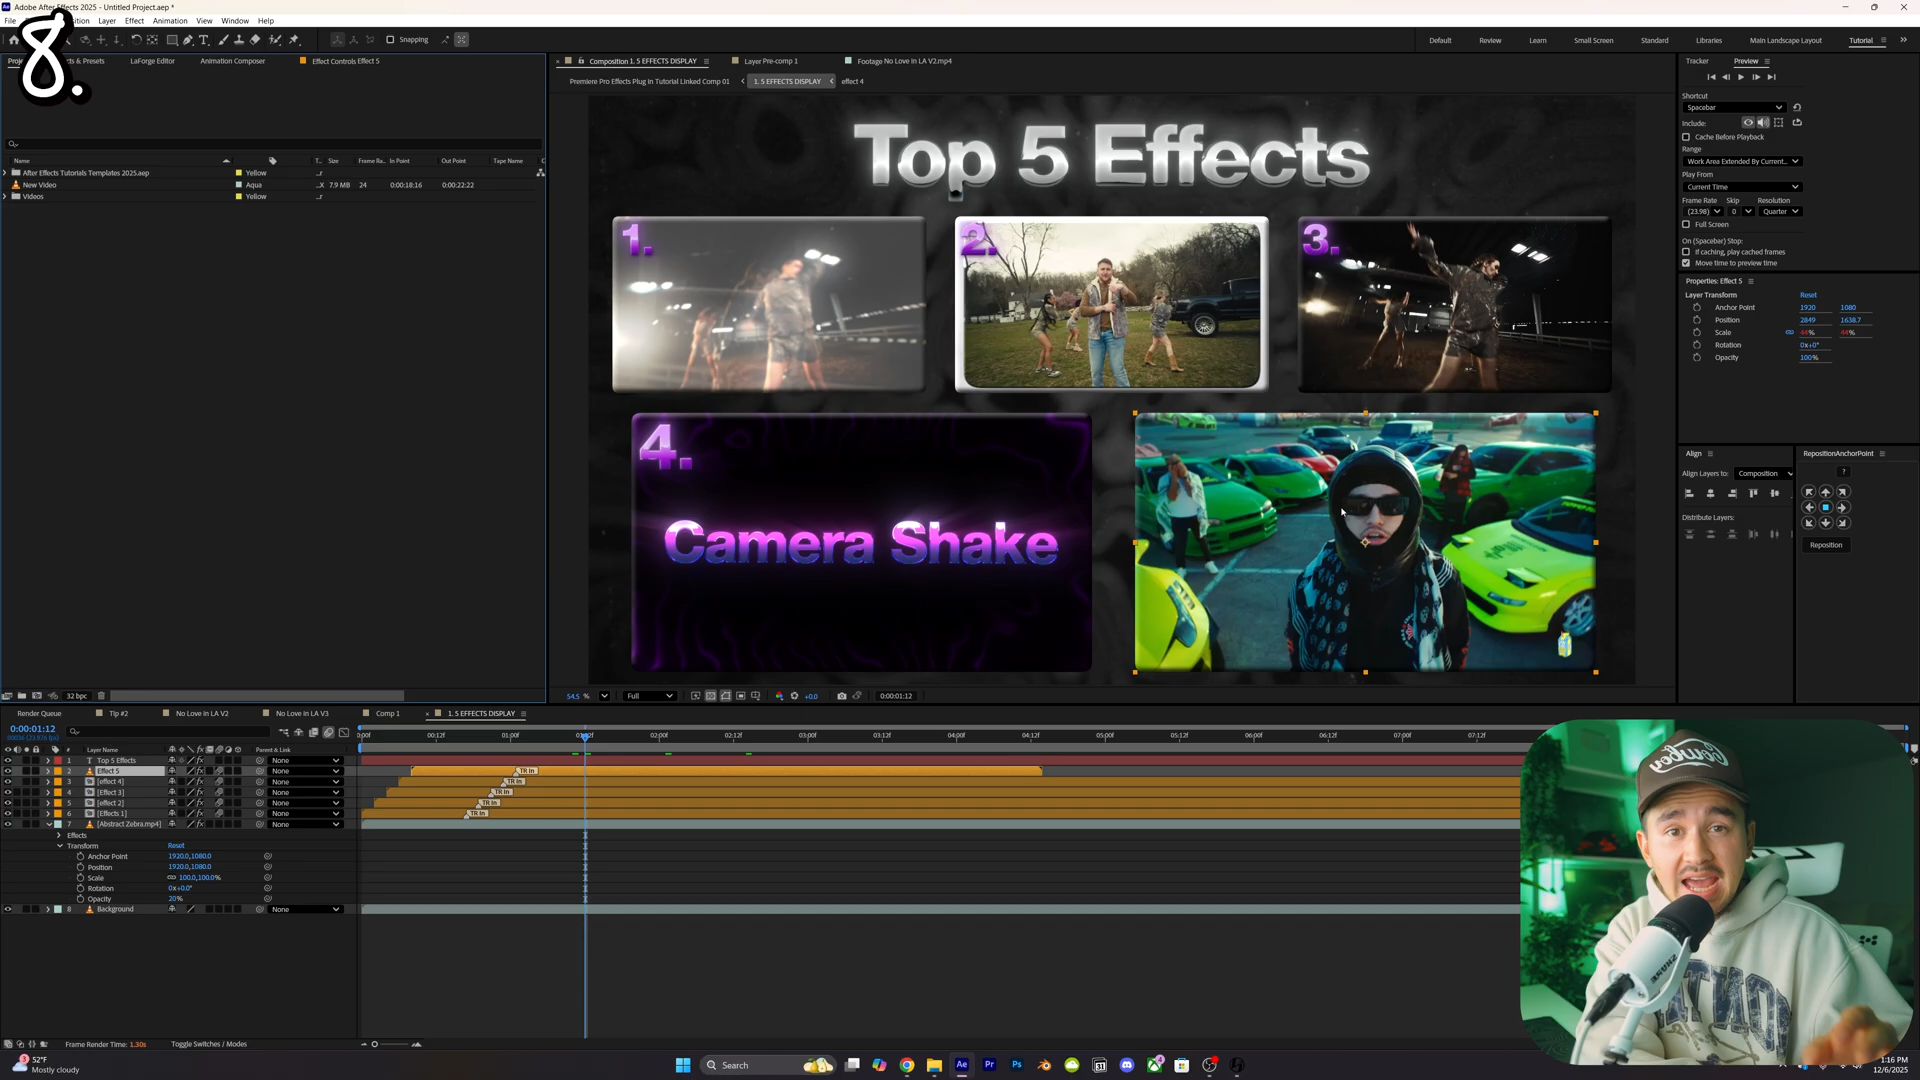 Adobe After Effects 2025 - Untitled Project.aep *
File
Layer
Effect
Animation
View
Window
Help
8.
Snapping
Default
Review
Learn
Small Screen
Standard
Libraries
Main Landscape Layout
Tutorial
LaForge Editor
Animation Composer
Effect Controls Effect 5
Composition 1. 5 EFFECTS DISPLAY
Layer Pre-comp 1
Footage No Love In LA V2.mp4
Premiere Pro Effects Plug In Tutorial Linked Comp 01
1. 5 EFFECTS DISPLAY
effect 4
Name
Size
Frame Ra..
In Point
Out Point
Tape Name
After Effects Tutorials Templates 2025.aep
Yellow
New Video
Aqua
7.9 MB
24
0:00:18:16
0:00:22:22
Videos
Yellow
32 bpc
Top 5 Effects
1.
2.
3.
4.
Camera Shake
54.5 %
Full
+0.0
0:00:01:12
Tracker
Preview
Shortcut
Spacebar
Include:
Cache Before Playback
Range
Work Area Extended By Current...
Play From
Current Time
Frame Rate
Skip
Resolution
(23.98)
0
Quarter
Full Screen
On (Spacebar) Stop:
If caching, play cached frames
Move time to preview time
Properties: Effect 5
Layer Transform
Reset
Anchor Point
1920
1080
Position
2849
1638.7
Scale
44%
44%
Rotation
0x+0°
Opacity
100%
Align
RepositionAnchorPoint
Align Layers to:
Composition
?
Distribute Layers:
Reposition
Render Queue
Tip #2
No Love In LA V2
No Love In LA V3
Comp 1
1. 5 EFFECTS DISPLAY
0:00:01:12
#
Layer Name
Parent & Link
00:12f
01:00f
02:00f
02:12f
03:00f
03:12f
04:00f
04:12f
05:00f
05:12f
06:00f
06:12f
07:00f
07:12f
1
T
Top 5 Effects
None
2
Effect 5
None
TR In
3
[effect 4]
None
TR In
4
[Effect 3]
None
TR In
5
[effect 2]
None
TR In
6
[Effects 1]
None
TR In
7
[Abstract Zebra.mp4]
None
Effects
Transform
Reset
Anchor Point
1920.0,1080.0
Position
1920.0,1080.0
Scale
100.0,100.0%
Rotation
0x+0.0°
Opacity
20%
8
Background
None
Frame Render Time: 1.30s
Toggle Switches / Modes
Cowboy
52°F
Mostly cloudy
Search
Ae
Pr
Ps
1:16 PM
12/6/2025